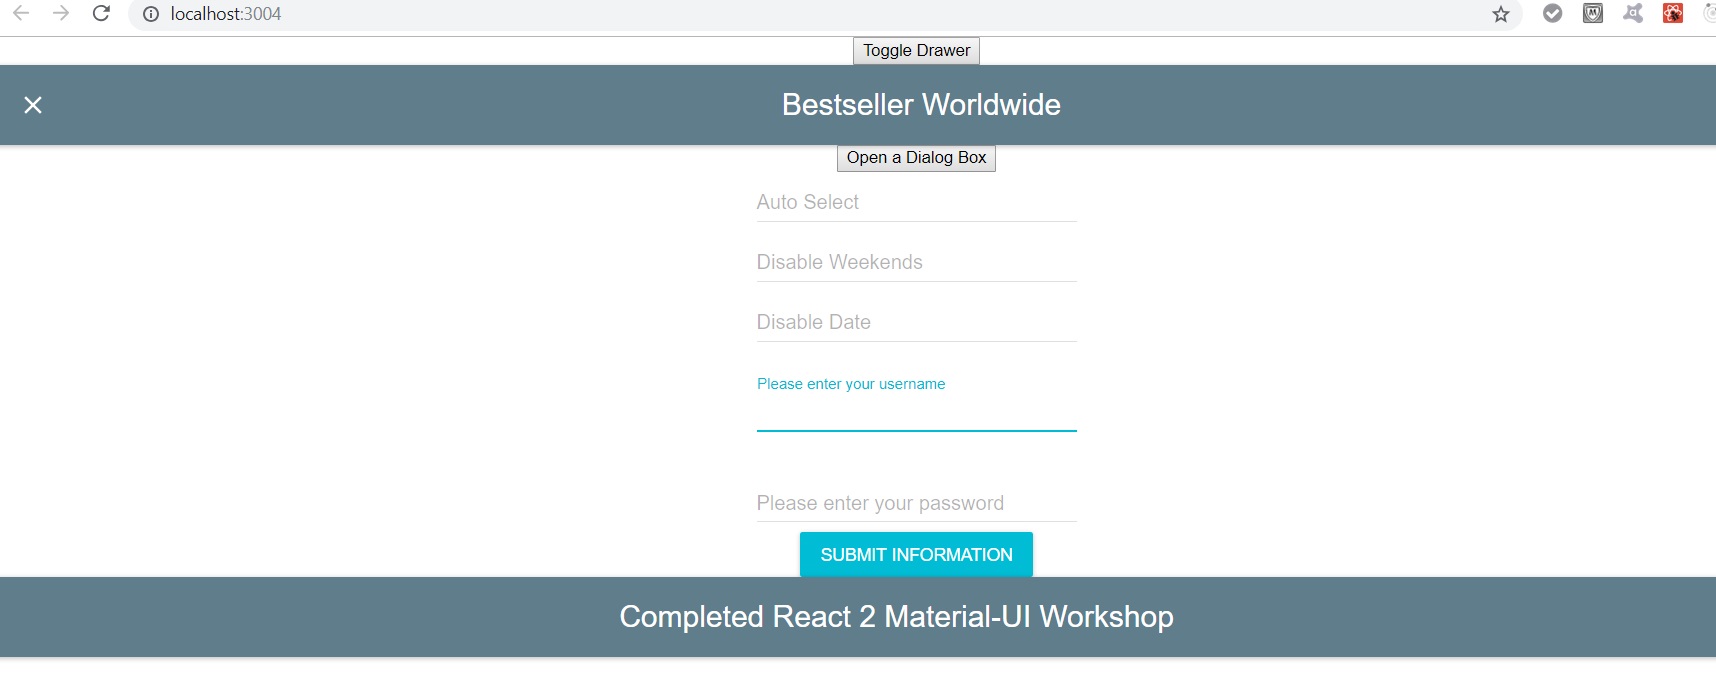 localhost:3004
Toggle Drawer
Bestseller Worldwide
Open a Dialog Box
Auto Select
Disable Weekends
Disable Date
Please enter your username
Please enter your password
SUBMIT INFORMATION
Completed React 2 Material-UI Workshop